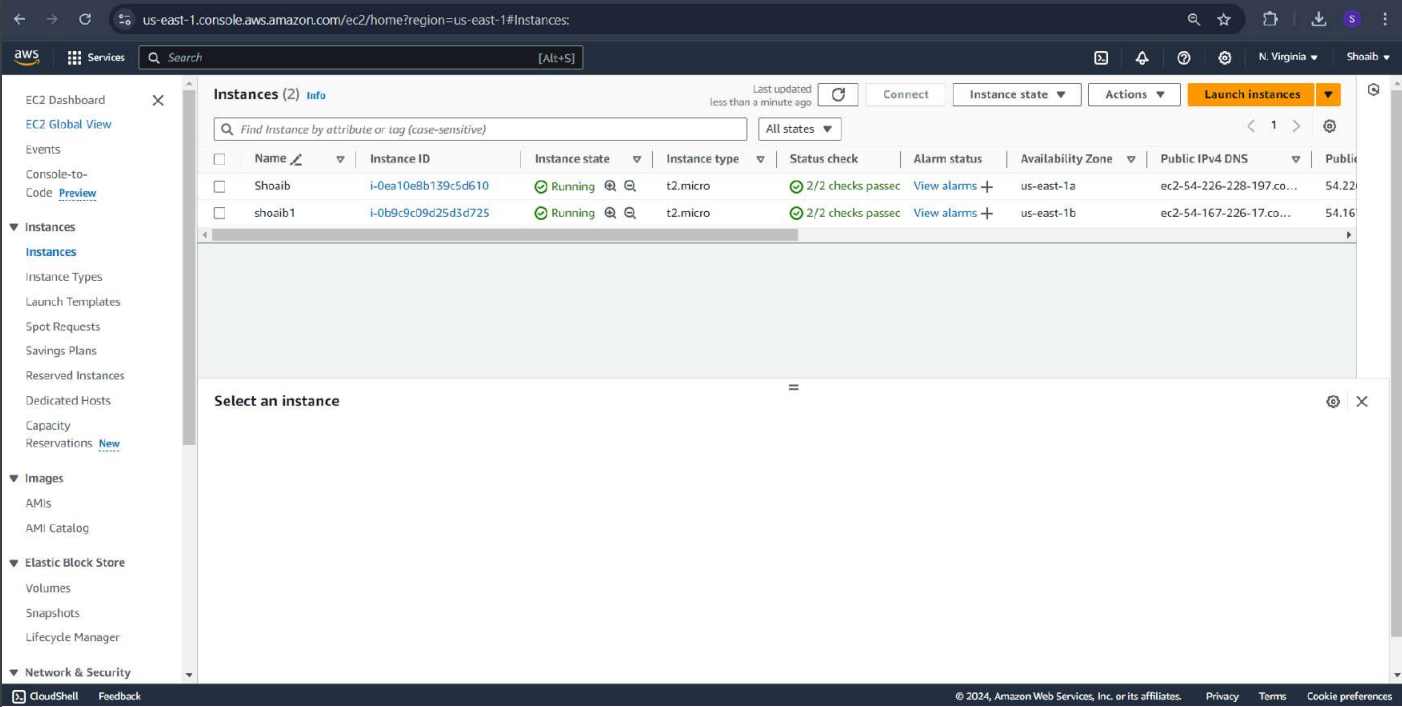 us-east-1.console.aws.amazon.com/ec2/home?region=us-east-1#Instances:
S
aws
Services
Search
[Alt+S]
N. Virginia
Shoaib
EC2 Dashboard
EC2 Global View
Events
Console-to-
Code Preview
Instances
Instances
Instance Types
Launch Templates
Spot Requests
Savings Plans
Reserved Instances
Dedicated Hosts
Capacity
Reservations New
Images
AMIs
AMI Catalog
Elastic Block Store
Volumes
Snapshots
Lifecycle Manager
Network & Security
Instances (2) Info
Last updated
less than a minute ago
Connect
Instance state
Actions
Launch instances
Find Instance by attribute or tag (case-sensitive)
All states
1
Name Instance ID Instance state Instance type Status check Alarm status Availability Zone Public IPv4 DNS Public
Shoaib i-0ea10e8b139c5d610 Running t2.micro 2/2 checks passec View alarms + us-east-1a ec2-54-226-228-197.co... 54.22
shoaib1 i-0b9c9c09d25d3d725 Running t2.micro 2/2 checks passec View alarms + us-east-1b ec2-54-167-226-17.co... 54.16
Select an instance
CloudShell Feedback
© 2024, Amazon Web Services, Inc. or its affiliates. Privacy Terms Cookie preferences